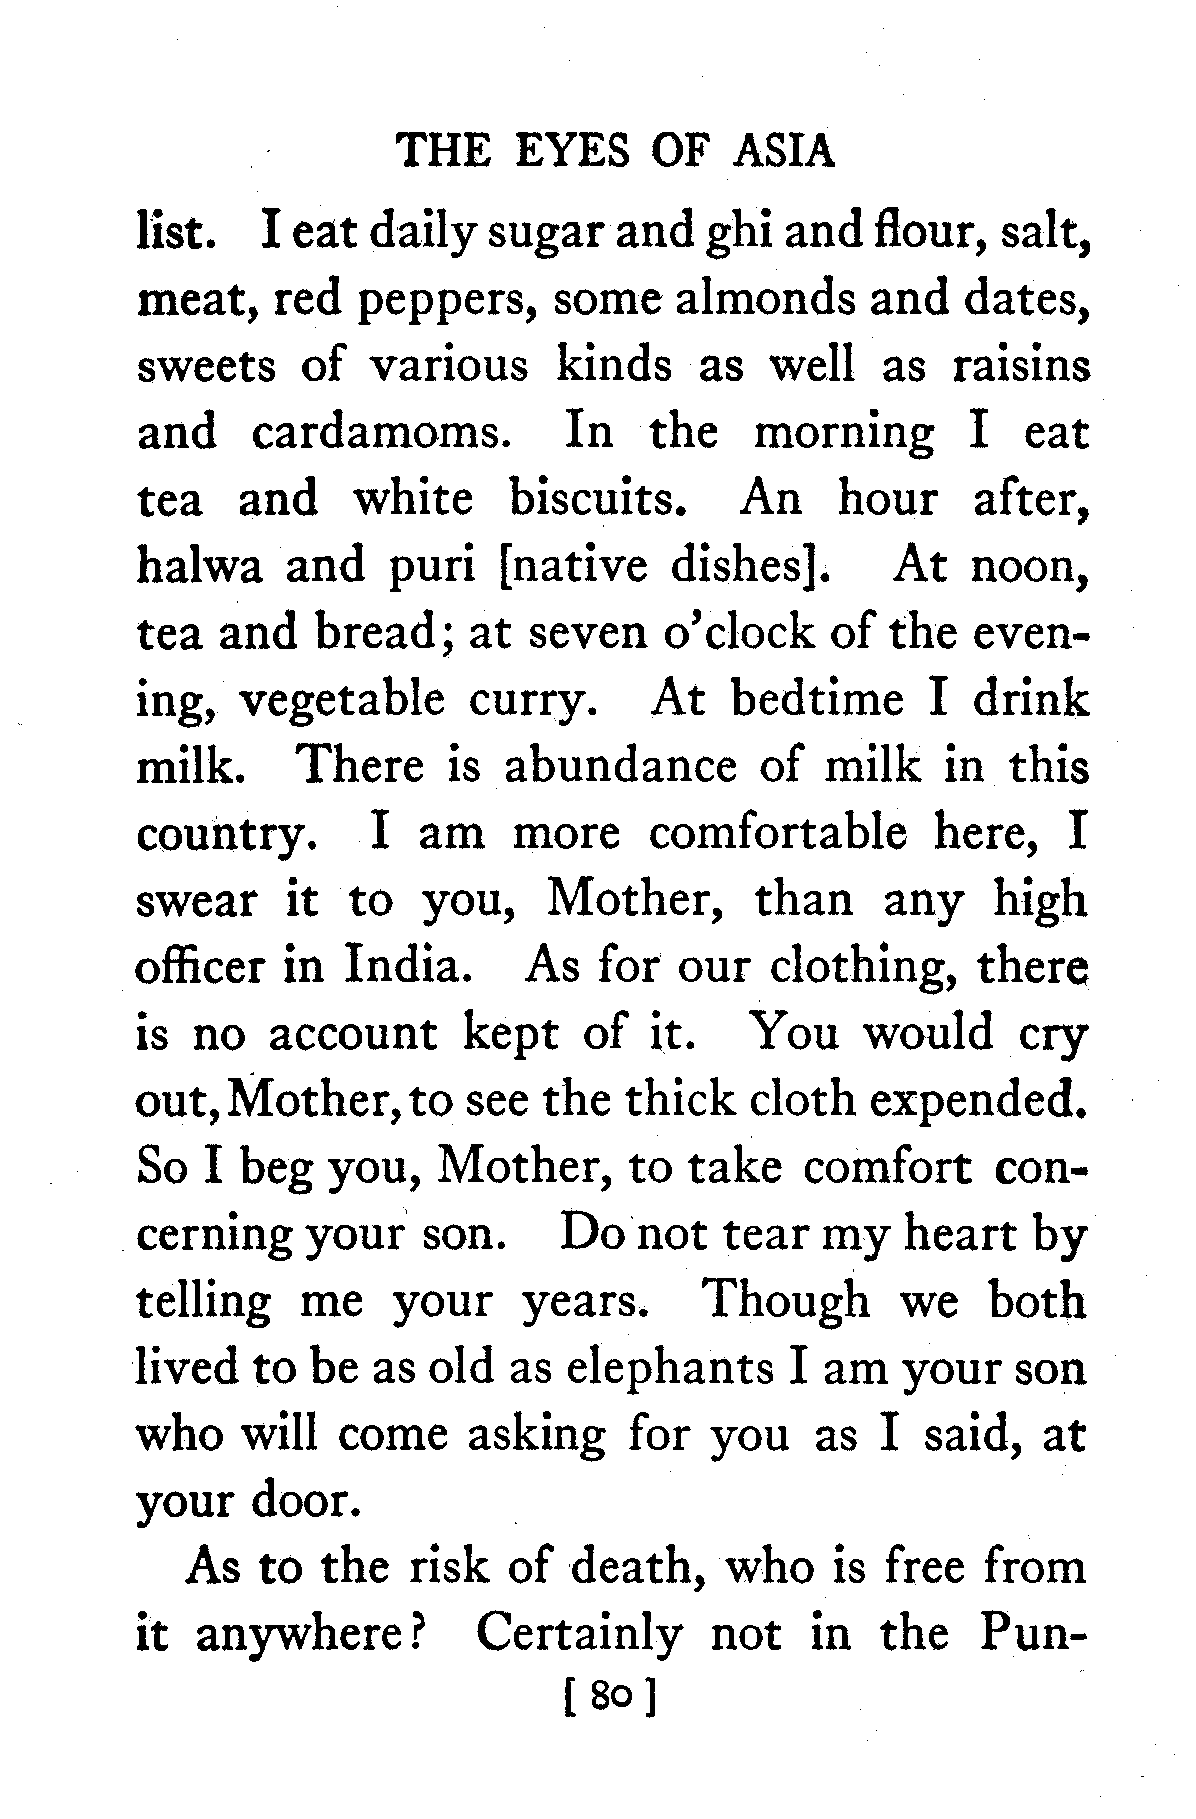 THE EYES OF ASIA
list. I eat daily sugar and ghi and flour, salt,
meat, red peppers, some almonds and dates,
sweets of various kinds as well as raisins
and cardamoms. In the morning I eat
tea and white biscuits. An hour after,
halwa and puri [native dishes]. At noon,
tea and bread; at seven o'clock of the even-
ing, vegetable curry. At bedtime I drink
milk. There is abundance of milk in this
country. I am more comfortable here, I
swear it to you, Mother, than any high
officer in India. As for our clothing, there
is no account kept of it. You would cry
out, Mother, to see the thick cloth expended.
So I beg you, Mother, to take comfort con-
cerning your son. Do not tear my heart by
telling me your years. Though we both
lived to be as old as elephants I am your son
who will come asking for you as I said, at
your door.
As to the risk of death, who is free from
it anywhere? Certainly not in the Pun-
[ 80 ]